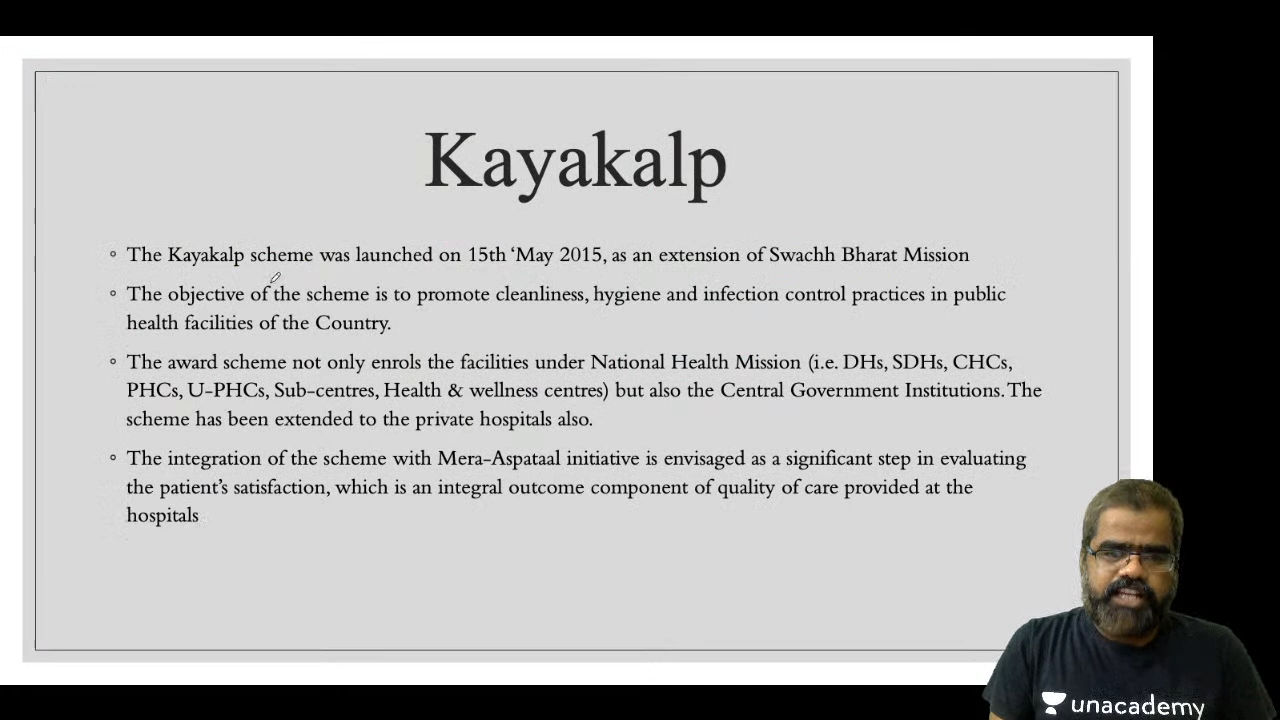 Kayakalp
◦ The Kayakalp scheme was launched on 15th ‘May 2015, as an extension of Swachh Bharat Mission
◦ The objective of the scheme is to promote cleanliness, hygiene and infection control practices in public
health facilities of the Country.
◦ The award scheme not only enrols the facilities under National Health Mission (i.e. DHs, SDHs, CHCs,
PHCs, U-PHCs, Sub-centres, Health & wellness centres) but also the Central Government Institutions. The
scheme has been extended to the private hospitals also.
◦ The integration of the scheme with Mera-Aspataal initiative is envisaged as a significant step in evaluating
the patient’s satisfaction, which is an integral outcome component of quality of care provided at the
hospitals
unacademy